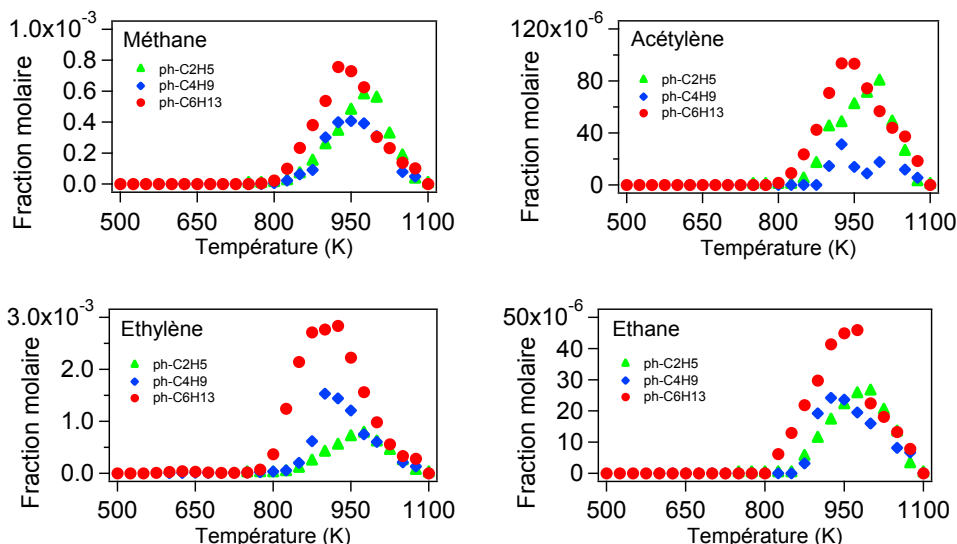 1.0x10-3
0.8
0.6
0.4
0.2
0.0
Fraction molaire
Méthane
ph-C2H5
ph-C4H9
ph-C6H13
500 650 800 950 1100
Température (K)
120x10-6
80
40
0
Fraction molaire
Acétylène
ph-C2H5
ph-C4H9
ph-C6H13
500 650 800 950 1100
Température (K)
3.0x10-3
2.0
1.0
0.0
Fraction molaire
Ethylène
ph-C2H5
ph-C4H9
ph-C6H13
500 650 800 950 1100
Température (K)
50x10-6
40
30
20
10
0
Fraction molaire
Ethane
ph-C2H5
ph-C4H9
ph-C6H13
500 650 800 950 1100
Température (K)